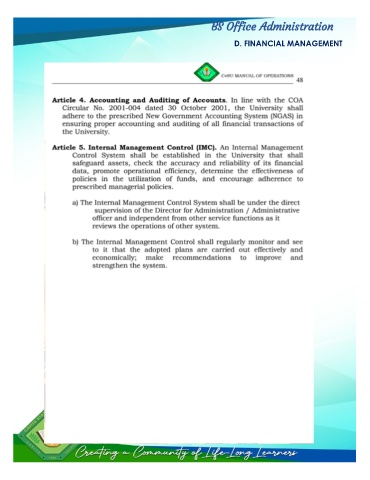 BS Office Administration
D. FINANCIAL MANAGEMENT
CvSU MANUAL OF OPERATIONS
48
Article 4. Accounting and Auditing of Accounts. In line with the COA
Circular No. 2001-004 dated 30 October 2001, the University shall
adhere to the prescribed New Government Accounting System (NGAS) in
ensuring proper accounting and auditing of all financial transactions of
the University.
Article 5. Internal Management Control (IMC). An Internal Management
Control System shall be established in the University that shall
safeguard assets, check the accuracy and reliability of its financial
data, promote operational efficiency, determine the effectiveness of
policies in the utilization of funds, and encourage adherence to
prescribed managerial policies.
a) The Internal Management Control System shall be under the direct
supervision of the Director for Administration / Administrative
officer and independent from other service functions as it
reviews the operations of other system.
b) The Internal Management Control shall regularly monitor and see
to it that the adopted plans are carried out effectively and
economically; make recommendations to improve and
strengthen the system.
Creating a Community of Life-Long Learners